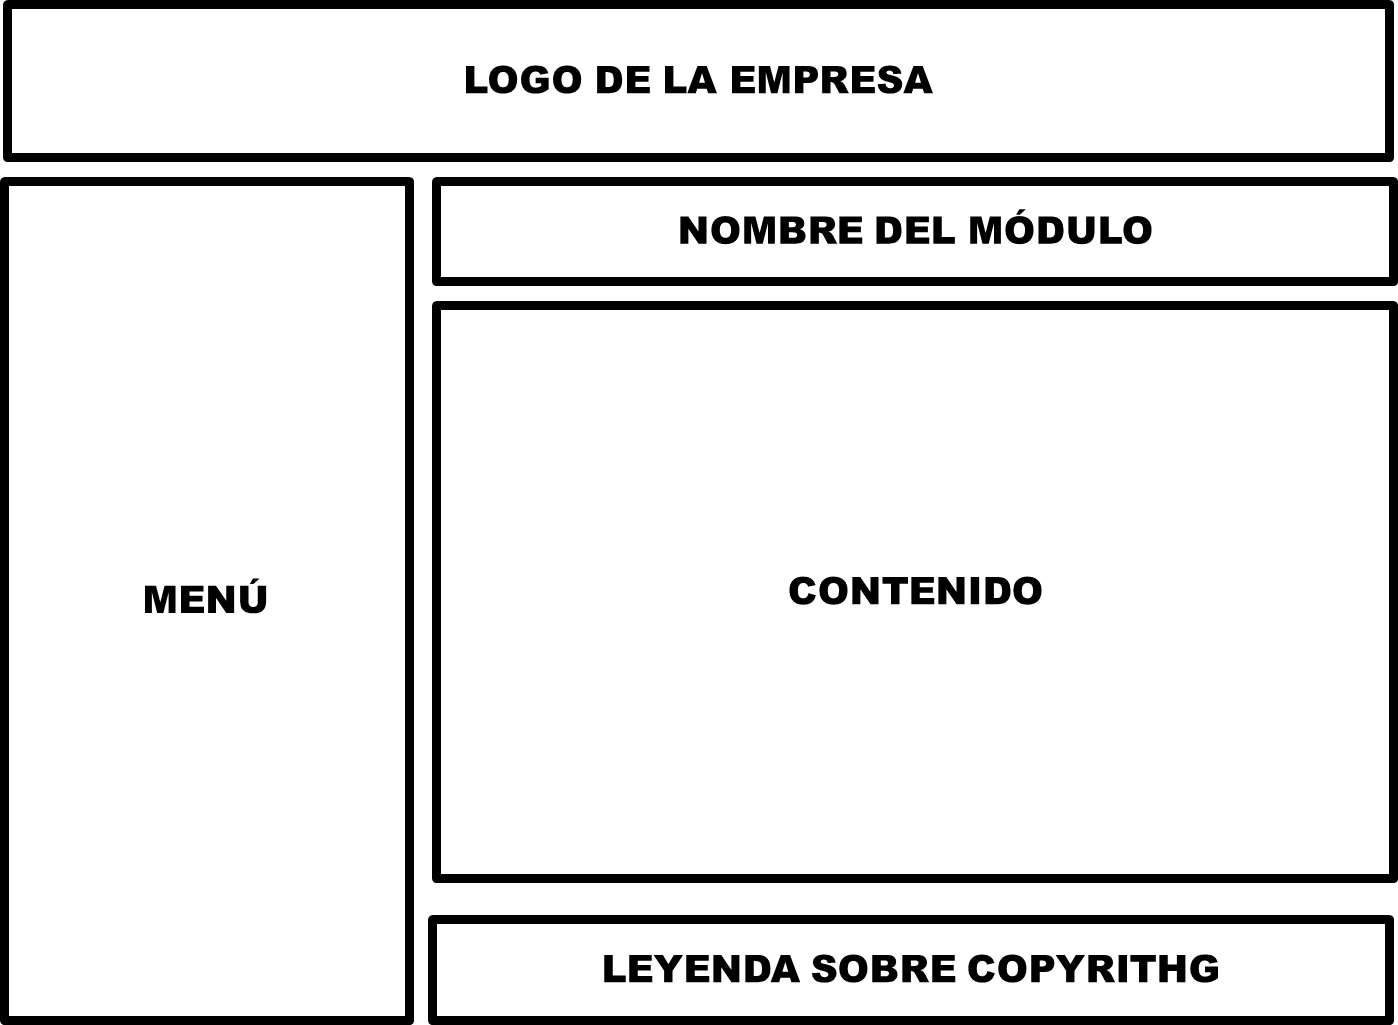 LOGO DE LA EMPRESA
NOMBRE DEL MÓDULO
MENÚ
CONTENIDO
LEYENDA SOBRE COPYRITHG